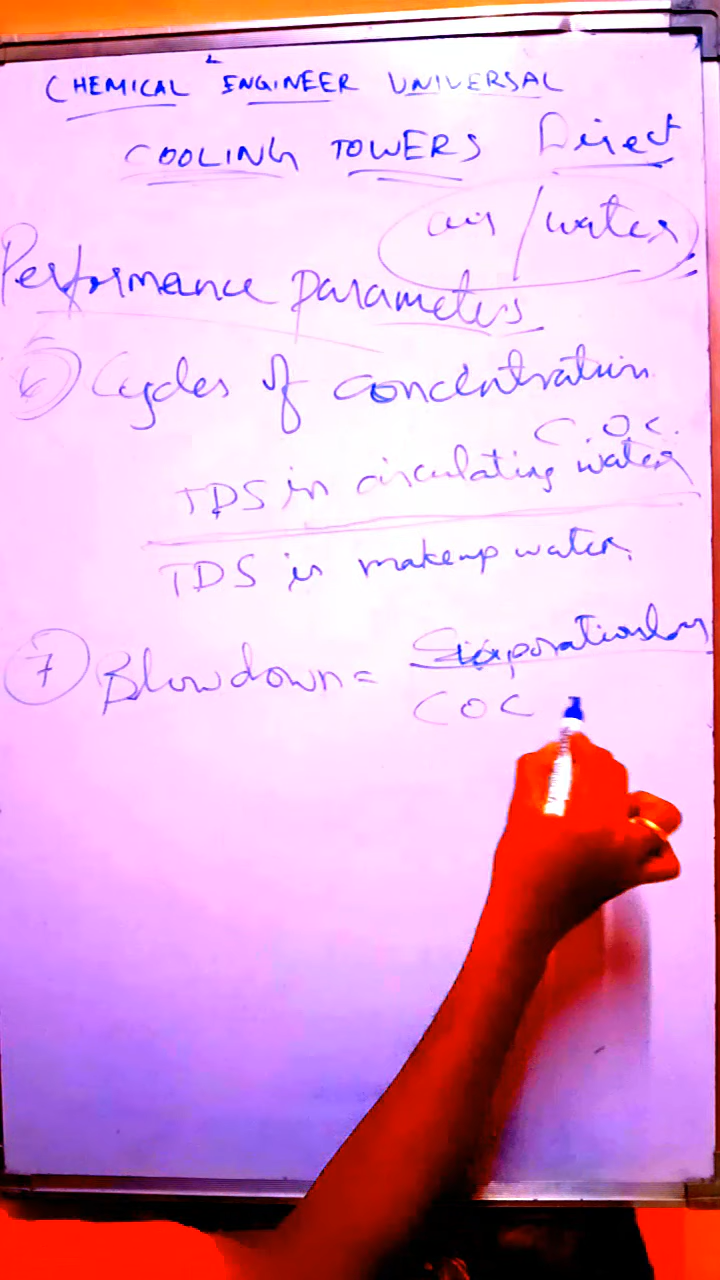 CHEMICAL ENGINEER UNIVERSAL
COOLING TOWERS Direct
air / water
Performance parameters
6 Cycles of concentration
C.OC.
TDS in circulating water
TDS in makeup water
7 Blowdown = Evaporation loss
COC